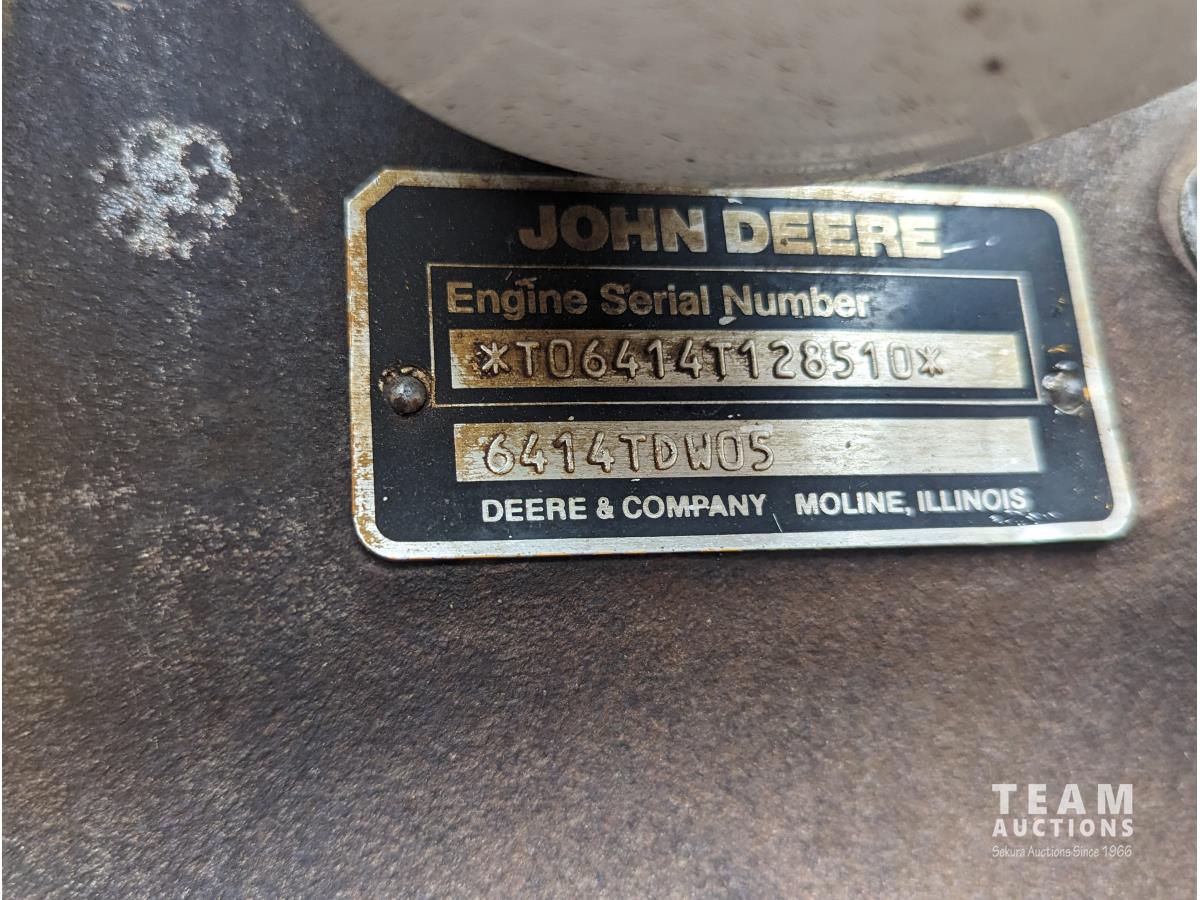 JOHN DEERE
Engine Serial Number
*T06414T128510*
6414TDW05
DEERE & COMPANY MOLINE, ILLINOIS
TEAM
AUCTIONS
Sekura Auctions Since 1966